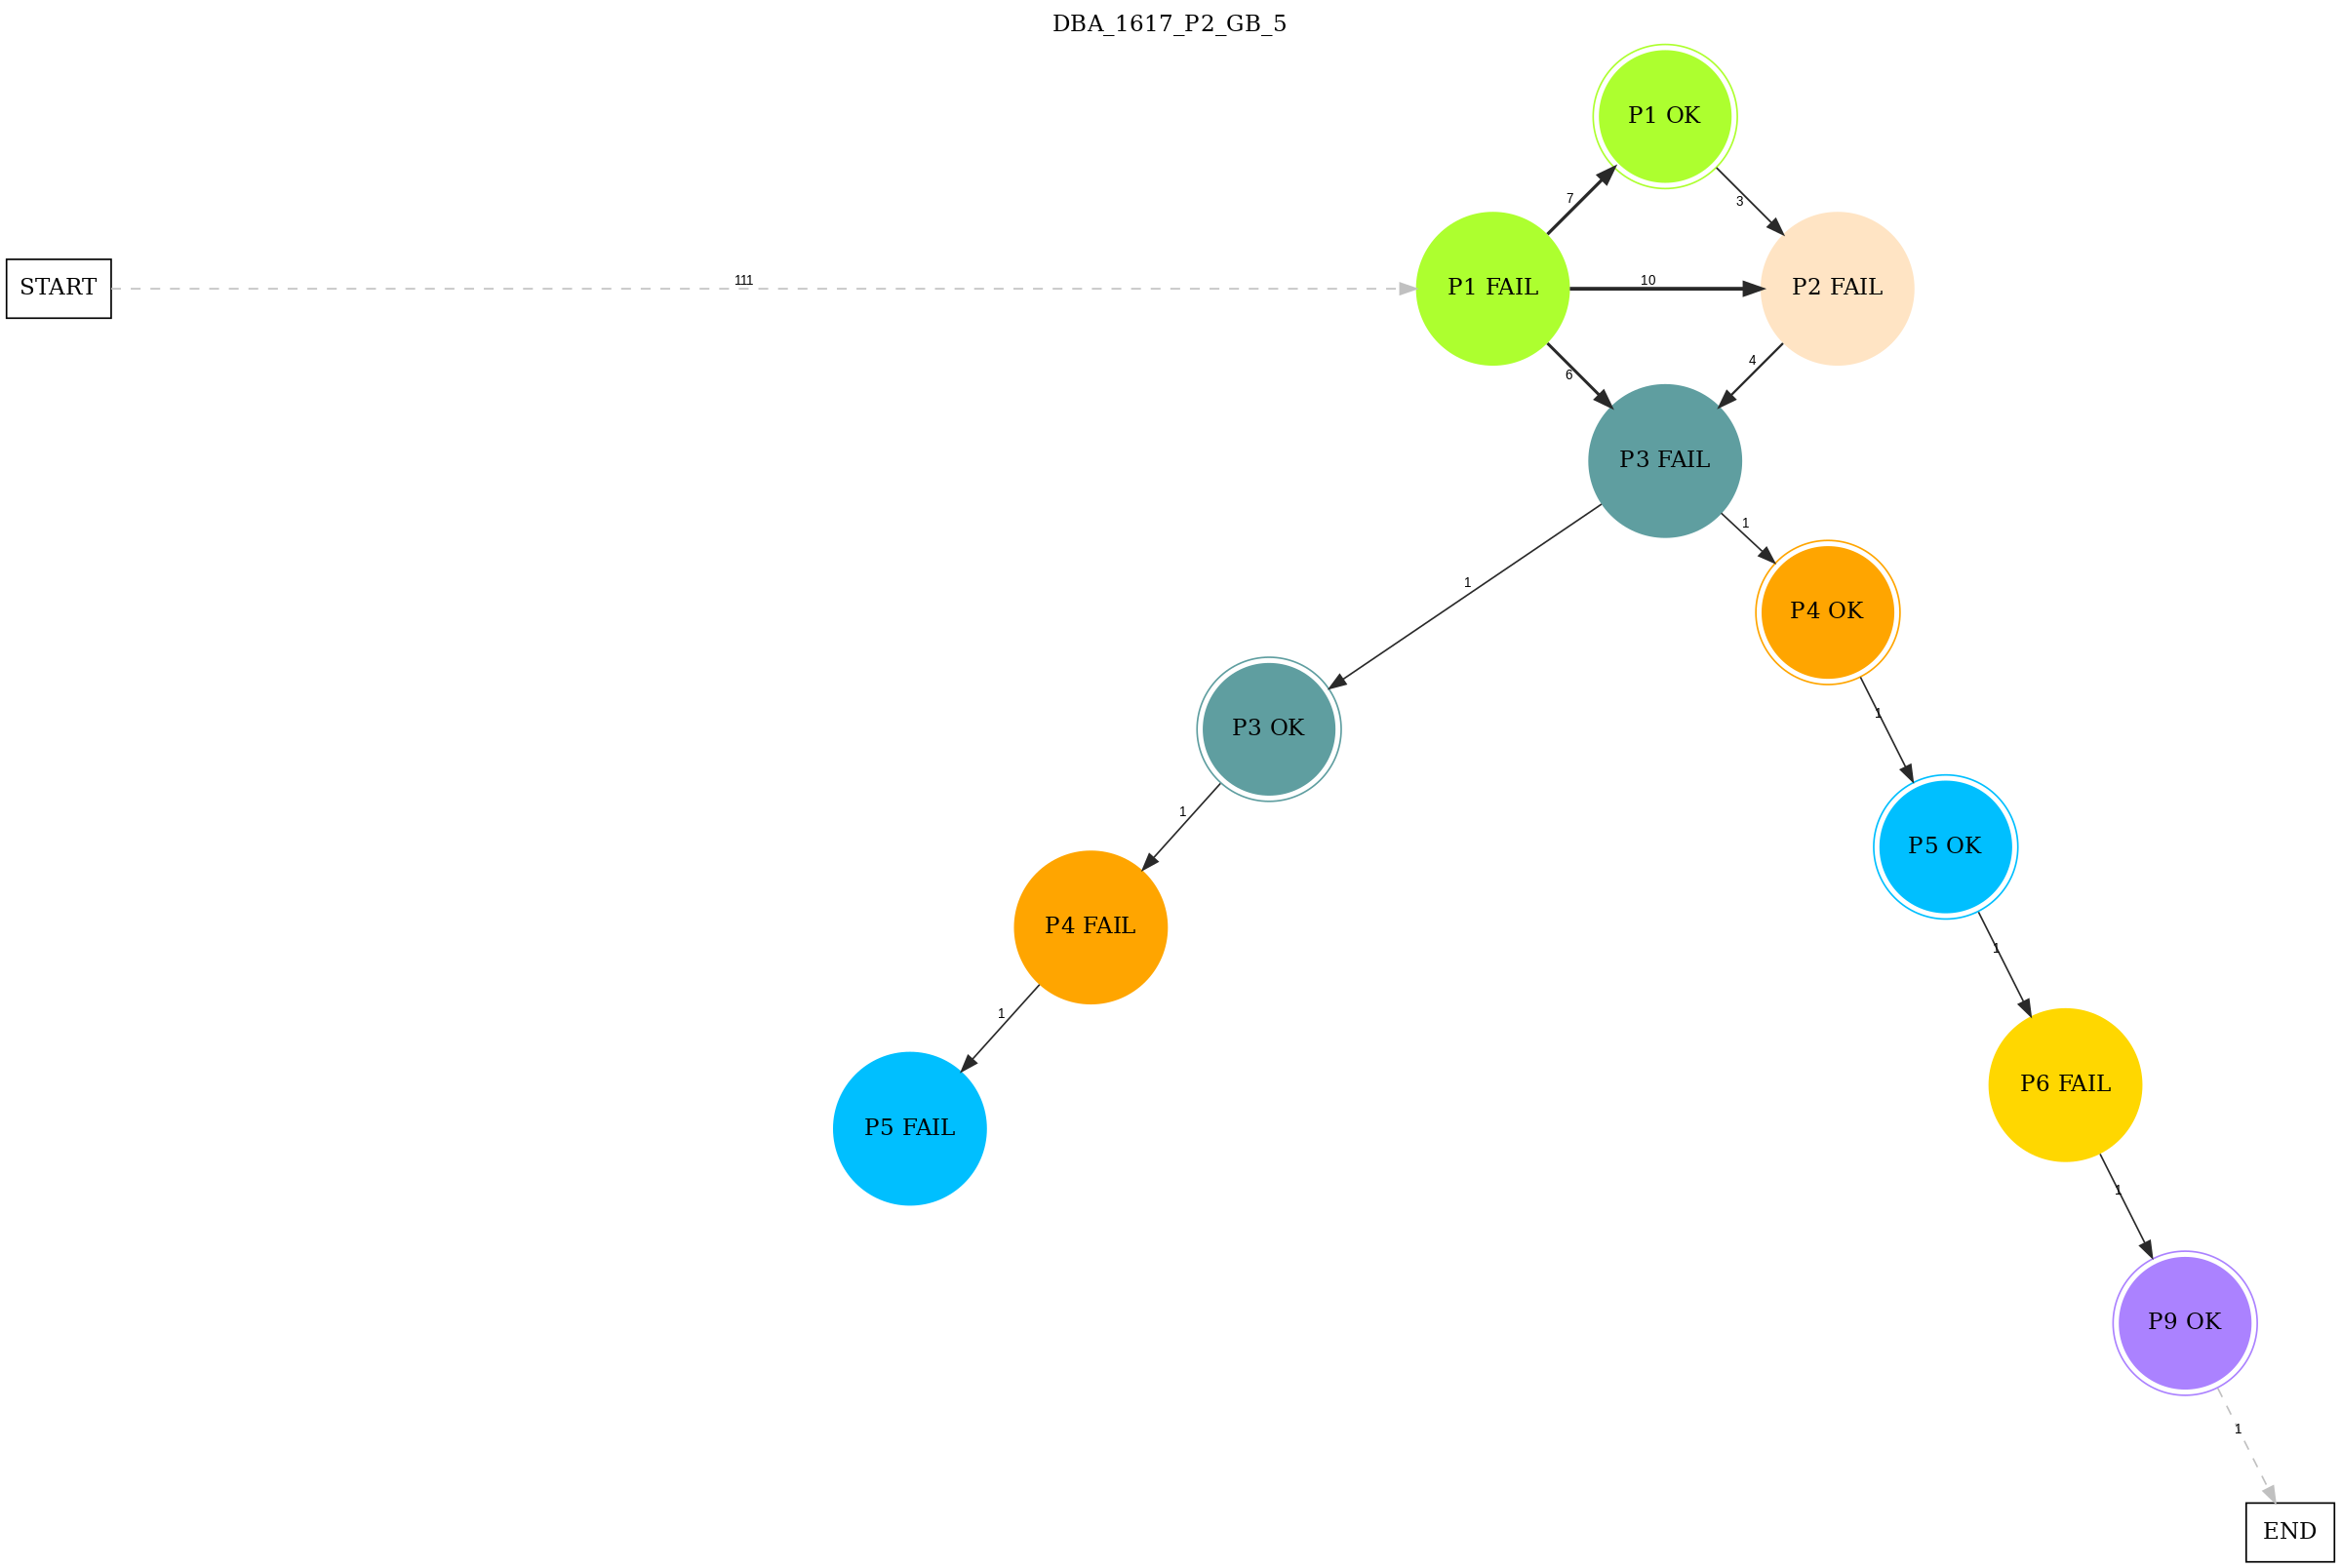 DBA_1617_P2_GB_5
P1 OK
7
3
START
111
P1 FAIL
10
P2 FAIL
6
4
P3 FAIL
1
1
P4 OK
P3 OK
1
1
P5 OK
P4 FAIL
1
1
P6 FAIL
P5 FAIL
1
P9 OK
1
END